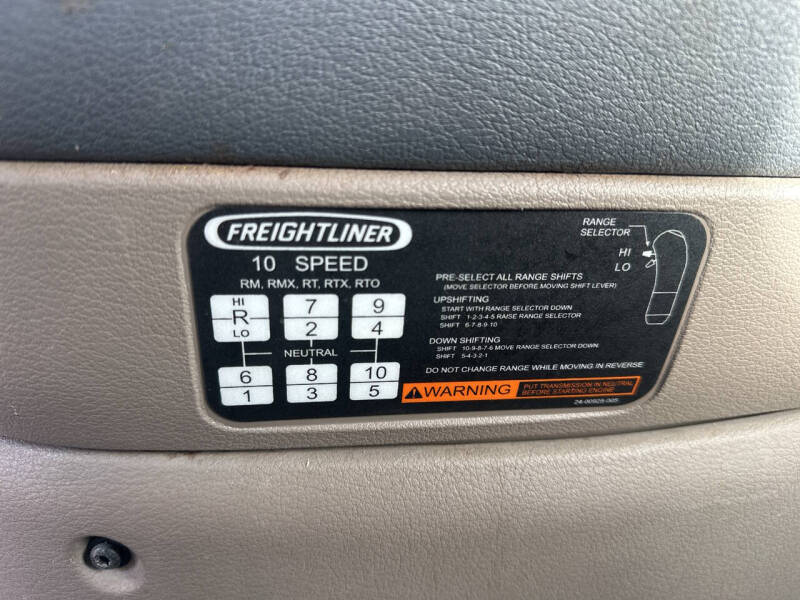 FREIGHTLINER
10 SPEED
RM, RMX, RT, RTX, RTO
HI
R
LO
7
2
9
4
NEUTRAL
6
1
8
3
10
5
RANGE
SELECTOR
HI
LO
PRE-SELECT ALL RANGE SHIFTS
(MOVE SELECTOR BEFORE MOVING SHIFT LEVER)
UPSHIFTING
START WITH RANGE SELECTOR DOWN
SHIFT 1-2-3-4-5 RAISE RANGE SELECTOR
SHIFT 6-7-8-9-10
DOWN SHIFTING
SHIFT 10-9-8-7-6 MOVE RANGE SELECTOR DOWN
SHIFT 5-4-3-2-1
DO NOT CHANGE RANGE WHILE MOVING IN REVERSE
WARNING
PUT TRANSMISSION IN NEUTRAL
BEFORE STARTING ENGINE
24-00928-005